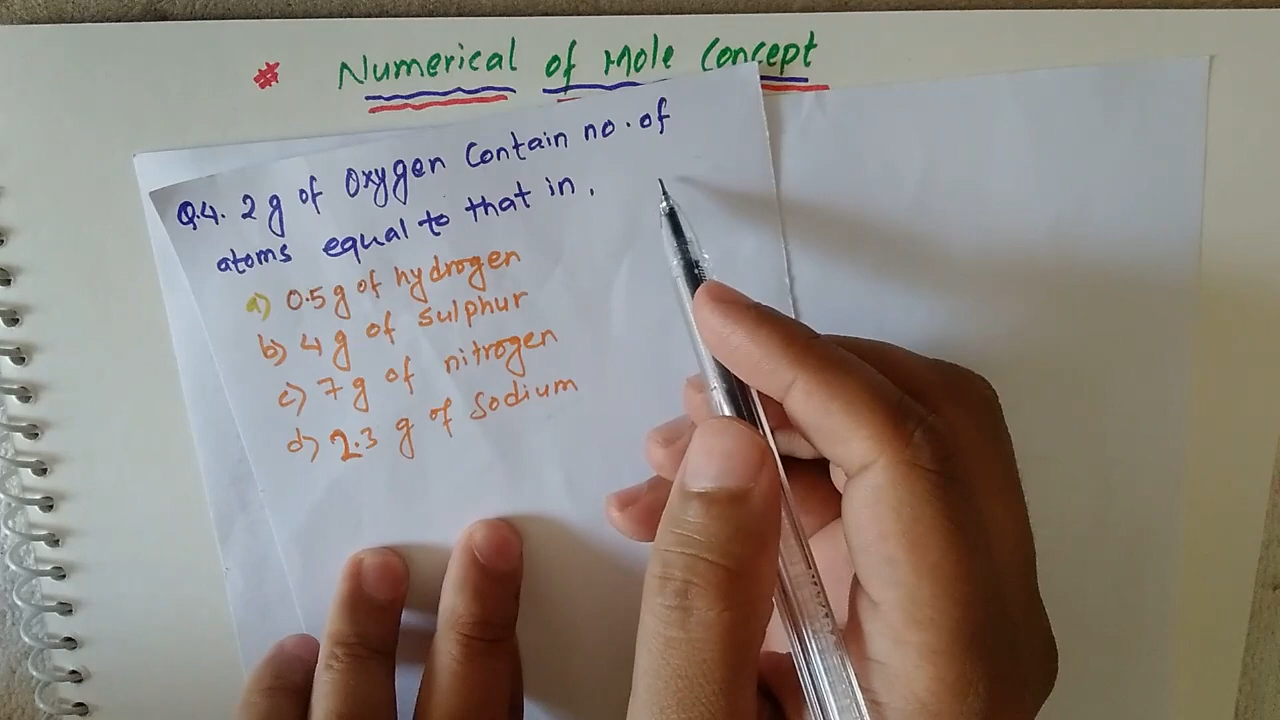 * Numerical of Mole Concept
Q.4. 2 g of Oxygen Contain no. of
atoms equal to that in.
a) 0.5 g of hydrogen
b) 4 g of sulphur
c) 7 g of nitrogen
d) 2.3 g of Sodium